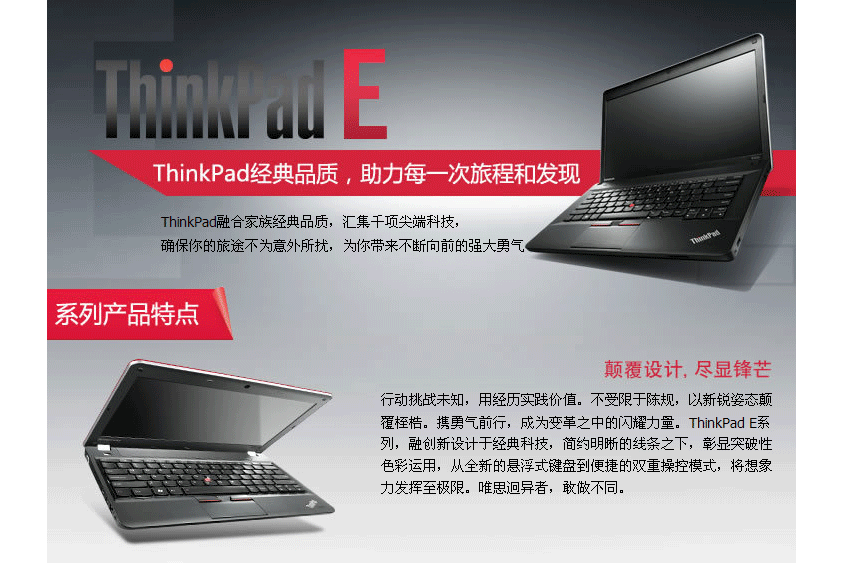 ThinkPad E
ThinkPad经典品质，助力每一次旅程和发现
ThinkPad融合家族经典品质，汇集千项尖端科技，
确保你的旅途不为意外所扰，为你带来不断向前的强大勇气
ThinkPad
系列产品特点
颠覆设计, 尽显锋芒
行动挑战未知，用经历实践价值。不受限于陈规，以新锐姿态颠
覆桎梏。携勇气前行，成为变革之中的闪耀力量。ThinkPad E系
列，融创新设计于经典科技，简约明晰的线条之下，彰显突破性
色彩运用，从全新的悬浮式键盘到便捷的双重操控模式，将想象
力发挥至极限。唯思迥异者，敢做不同。